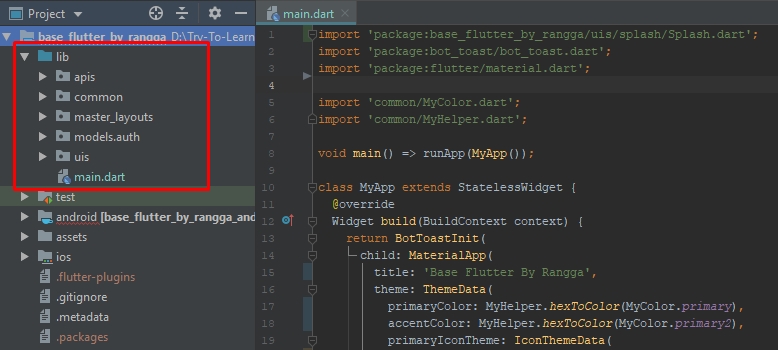 Project
base_flutter_by_rangga D:\Try-To-Learn
lib
apis
common
master_layouts
models.auth
uis
main.dart
test
android [base_flutter_by_rangga_and
assets
ios
.flutter-plugins
.gitignore
.metadata
.packages
main.dart
1 import 'package:base_flutter_by_rangga/uis/splash/Splash.dart';
2 import 'package:bot_toast/bot_toast.dart';
3 import 'package:flutter/material.dart';
4
5 import 'common/MyColor.dart';
6 import 'common/MyHelper.dart';
7
8 void main() => runApp(MyApp());
9
10 class MyApp extends StatelessWidget {
11 @override
12 Widget build(BuildContext context) {
13 return BotToastInit(
14 child: MaterialApp(
15 title: 'Base Flutter By Rangga',
16 theme: ThemeData(
17 primaryColor: MyHelper.hexToColor(MyColor.primary),
18 accentColor: MyHelper.hexToColor(MyColor.primary2),
19 primaryIconTheme: IconThemeData(